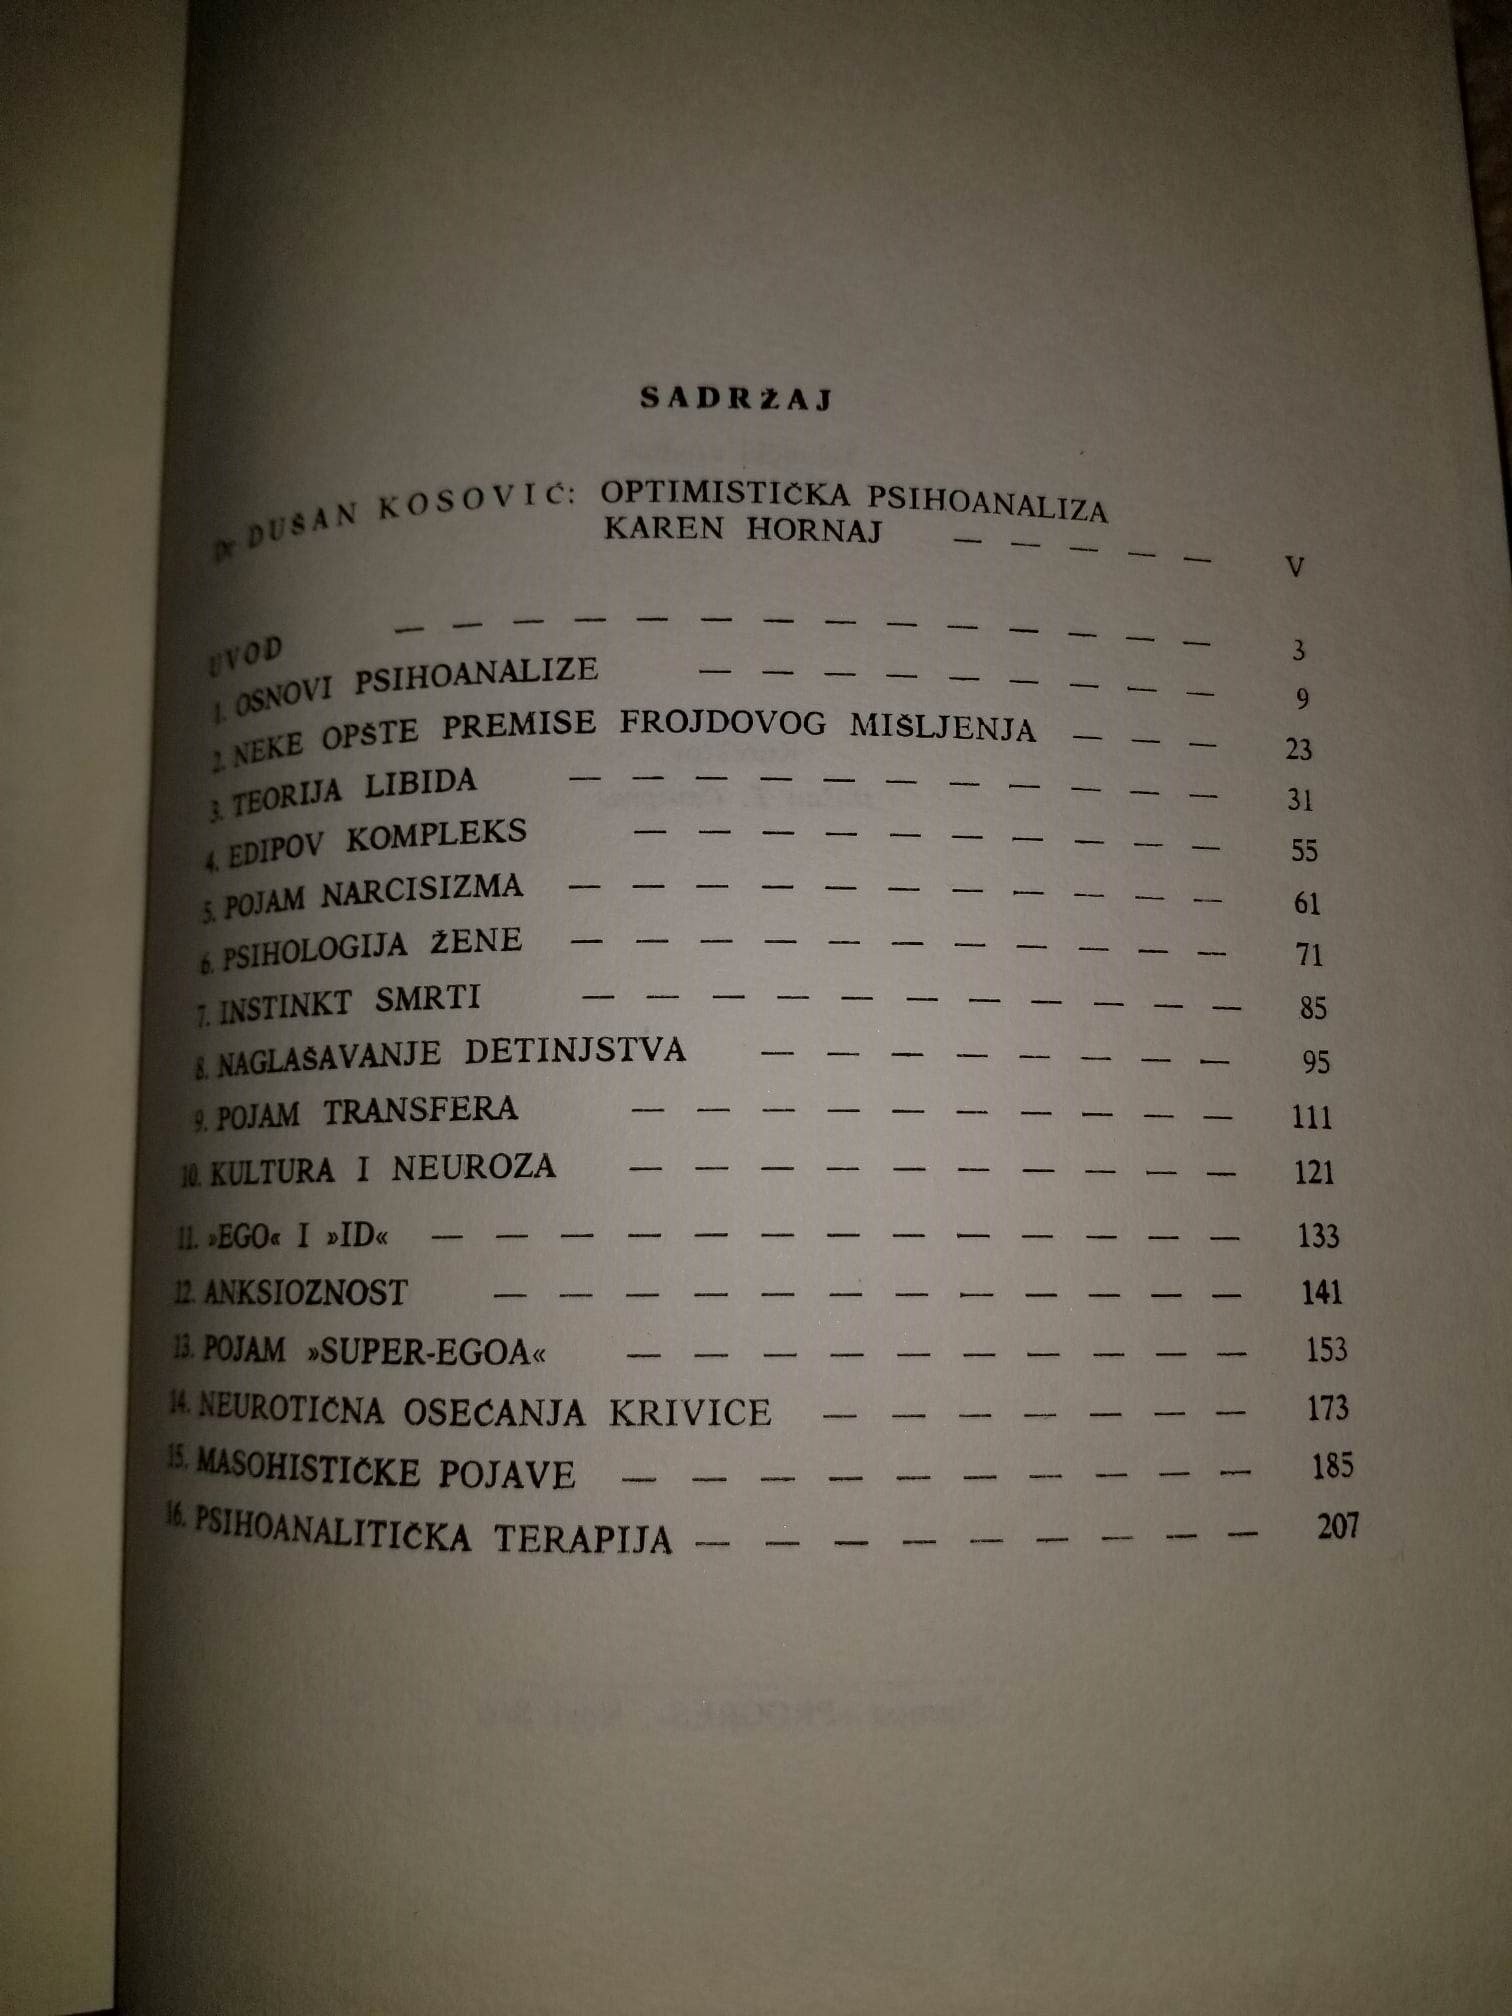 SADRŽAJ
Dr DUŠAN KOSOVIĆ: OPTIMISTIČKA PSIHOANALIZA
KAREN HORNAJ — — — — — V
UVOD — — — — — — — — — — — — — — 3
1. OSNOVI PSIHOANALIZE — — — — — — — — — 9
2. NEKE OPŠTE PREMISE FROJDOVOG MIŠLJENJA — — — 23
3. TEORIJA LIBIDA — — — — — — — — — — — 31
4. EDIPOV KOMPLEKS — — — — — — — — — — 55
5. POJAM NARCISIZMA — — — — — — — — — — — 61
6. PSIHOLOGIJA ŽENE — — — — — — — — — — — 71
7. INSTINKT SMRTI — — — — — — — — — — — 85
8. NAGLAŠAVANJE DETINJSTVA — — — — — — — — 95
9. POJAM TRANSFERA — — — — — — — — — — 111
10. KULTURA I NEUROZA — — — — — — — — — — 121
11. »EGO« I »ID« — — — — — — — — — — — — — 133
12. ANKSIOZNOST — — — — — — — — — — — — 141
13. POJAM »SUPER-EGOA« — — — — — — — — — — 153
14. NEUROTIČNA OSEĆANJA KRIVICE — — — — — — — 173
15. MASOHISTIČKE POJAVE — — — — — — — — — — 185
16. PSIHOANALITIČKA TERAPIJA — — — — — — — — — 207